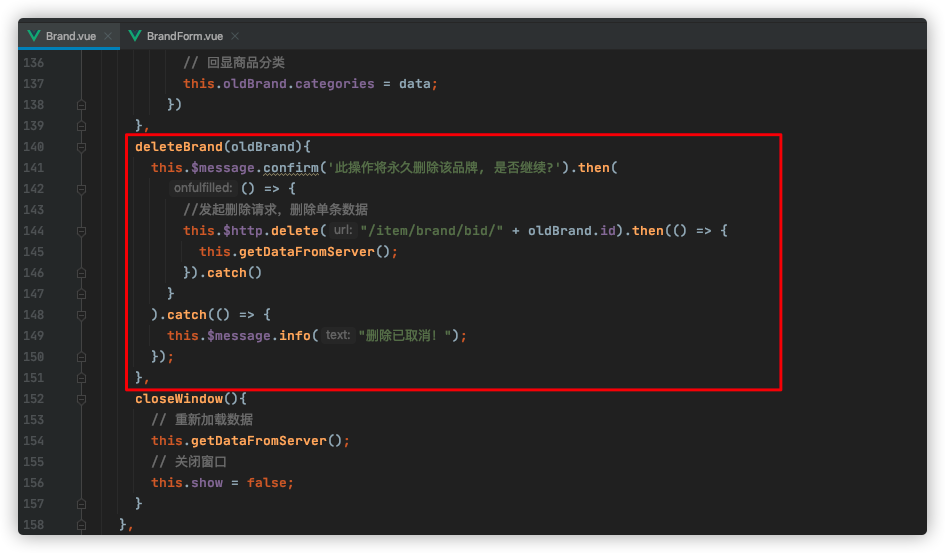 Brand.vue BrandForm.vue
136 // 回显商品分类
137 this.oldBrand.categories = data;
138 })
139 },
140 deleteBrand(oldBrand){
141 this.$message.confirm('此操作将永久删除该品牌, 是否继续?').then(
142 onfulfilled: () => {
143 //发起删除请求，删除单条数据
144 this.$http.delete( url: "/item/brand/bid/" + oldBrand.id).then(() => {
145 this.getDataFromServer();
146 }).catch()
147 }
148 ).catch(() => {
149 this.$message.info( text: "删除已取消！");
150 });
151 },
152 closeWindow(){
153 // 重新加载数据
154 this.getDataFromServer();
155 // 关闭窗口
156 this.show = false;
157 }
158 },